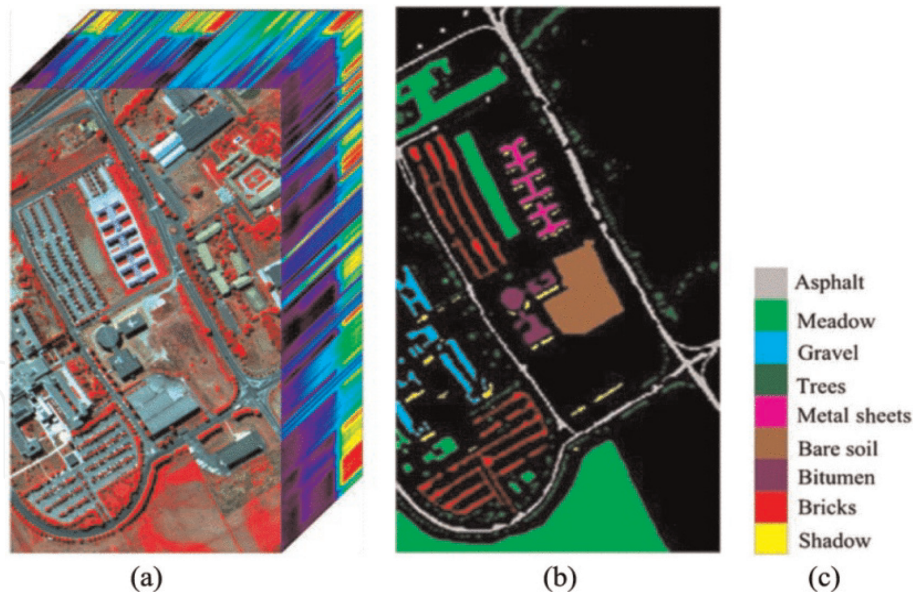 Asphalt
Meadow
Gravel
Trees
Metal sheets
Bare soil
Bitumen
Bricks
Shadow
(a)
(b)
(c)